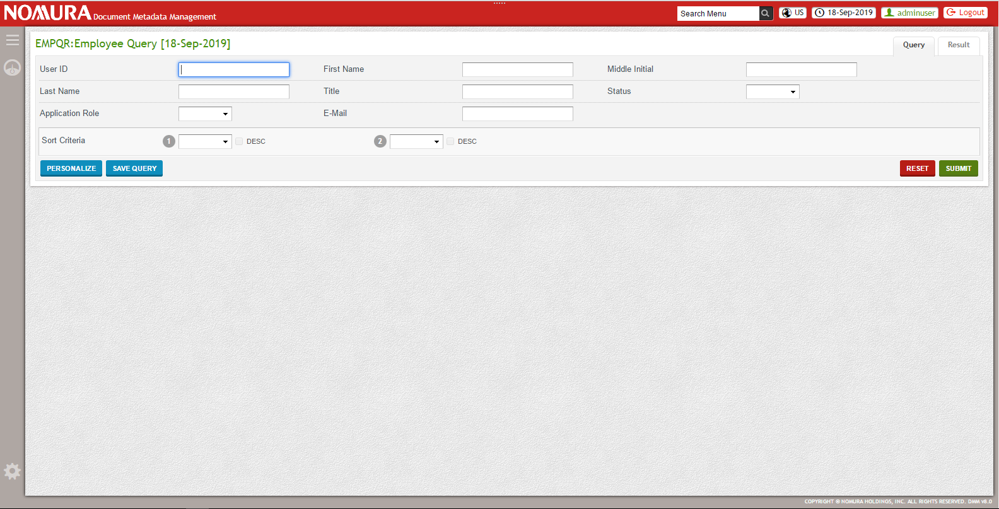 NOMURA Document Metadata Management Search Menu US 18-Sep-2019 adminuser Logout
EMPQR:Employee Query [18-Sep-2019] Query Result
User ID First Name Middle Initial
Last Name Title Status
Application Role E-Mail
Sort Criteria 1 DESC 2 DESC
PERSONALIZE SAVE QUERY RESET SUBMIT
COPYRIGHT © NOMURA HOLDINGS, INC. ALL RIGHTS RESERVED. DMM v8.0